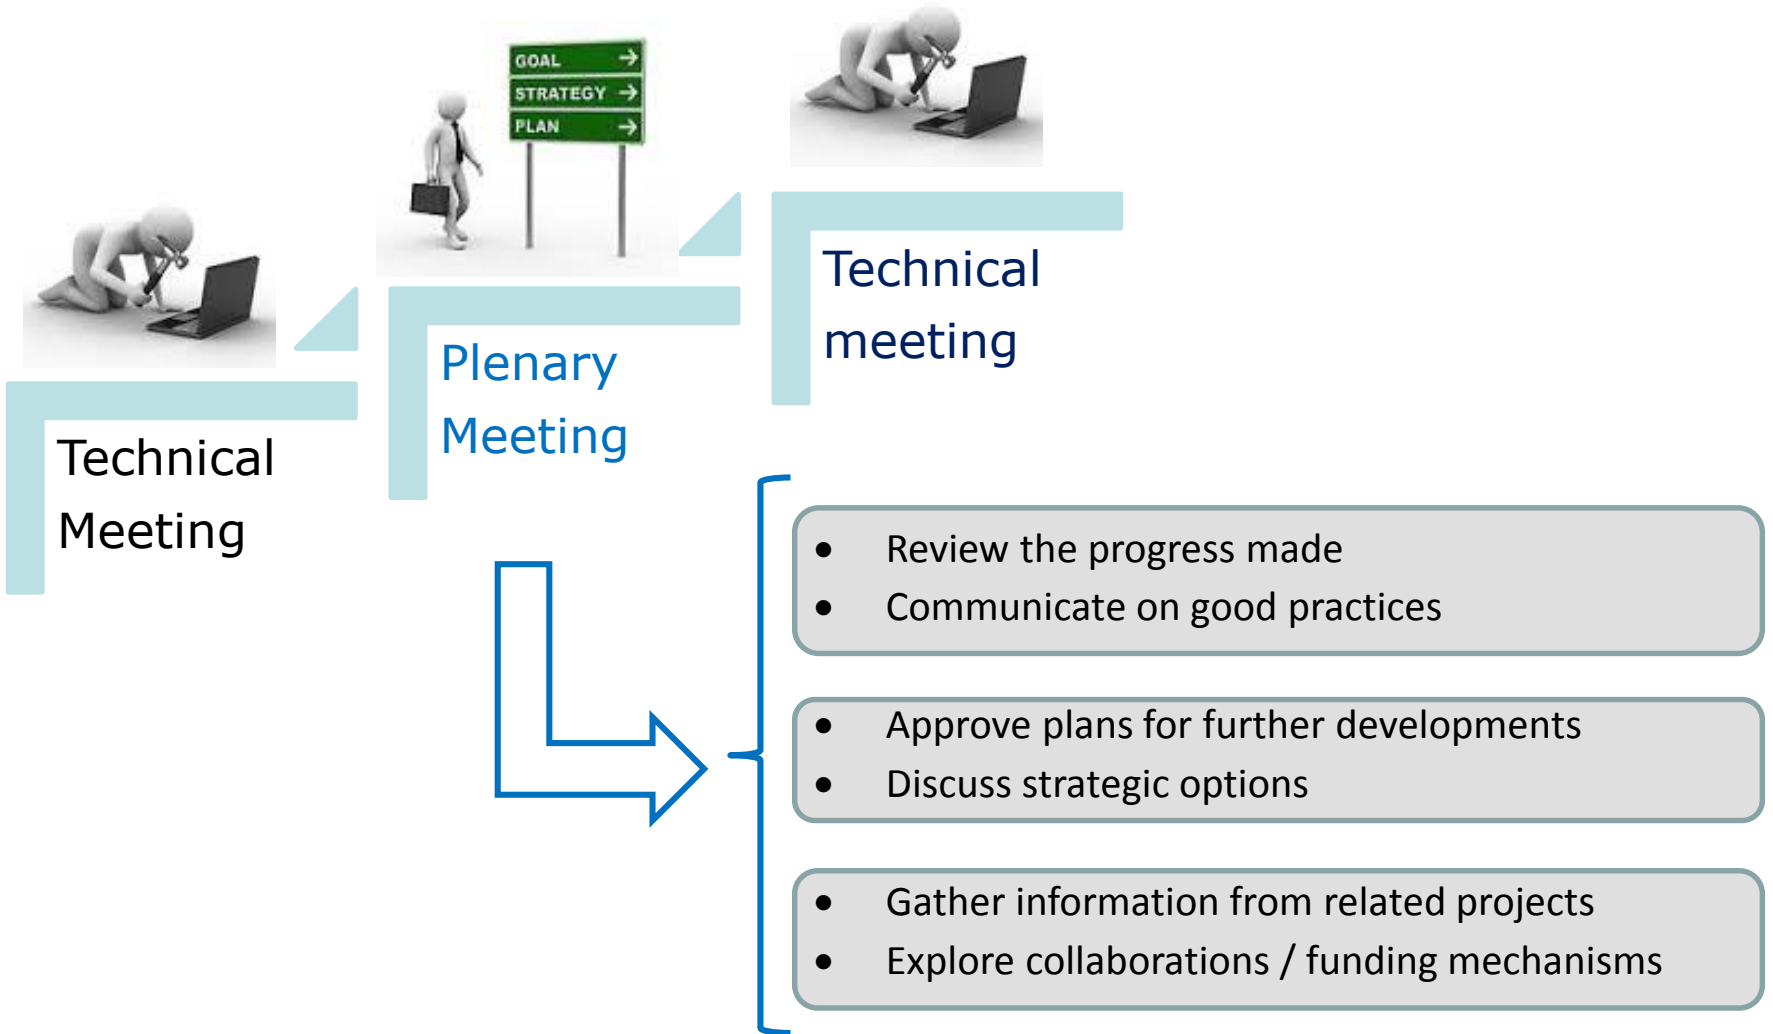 GOAL
STRATEGY
PLAN
Technical
Meeting
Plenary
Meeting
Technical
meeting
• Review the progress made
• Communicate on good practices
• Approve plans for further developments
• Discuss strategic options
• Gather information from related projects
• Explore collaborations / funding mechanisms